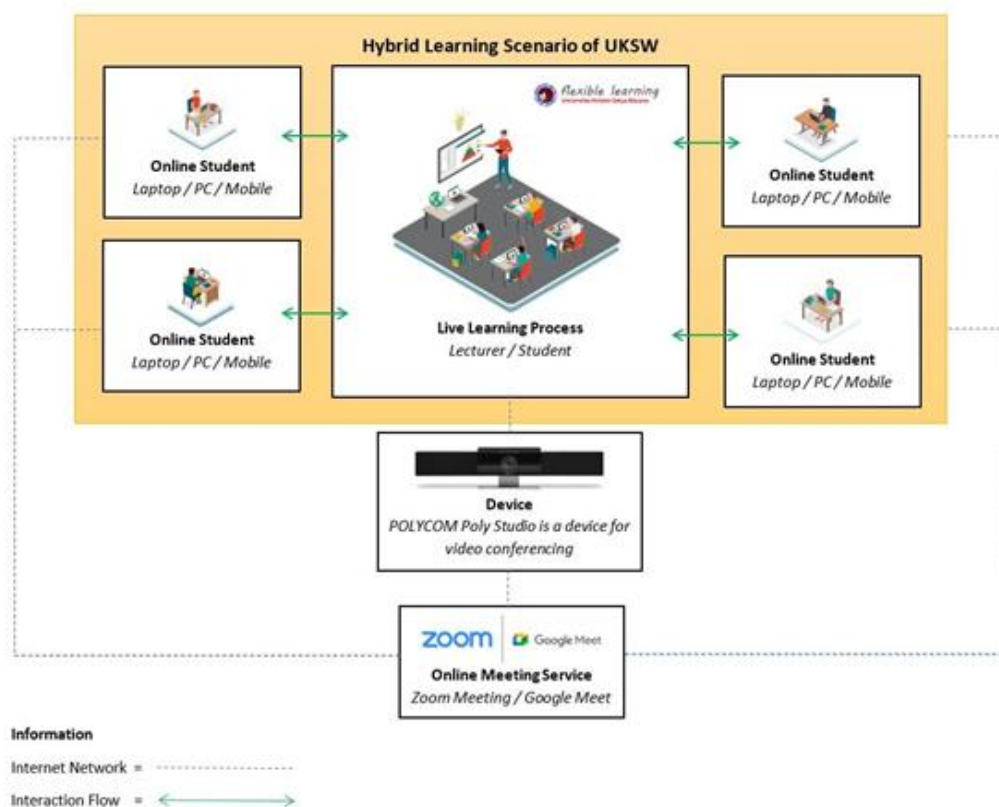 Hybrid Learning Scenario of UKSW
flexible learning
Online Student
Laptop / PC / Mobile
Online Student
Laptop / PC / Mobile
Online Student
Laptop / PC / Mobile
Online Student
Laptop / PC / Mobile
Live Learning Process
Lecturer / Student
Device
POLYCOM Poly Studio is a device for
video conferencing
zoom
Google Meet
Online Meeting Service
Zoom Meeting / Google Meet
Information
Internet Network =
Interaction Flow =